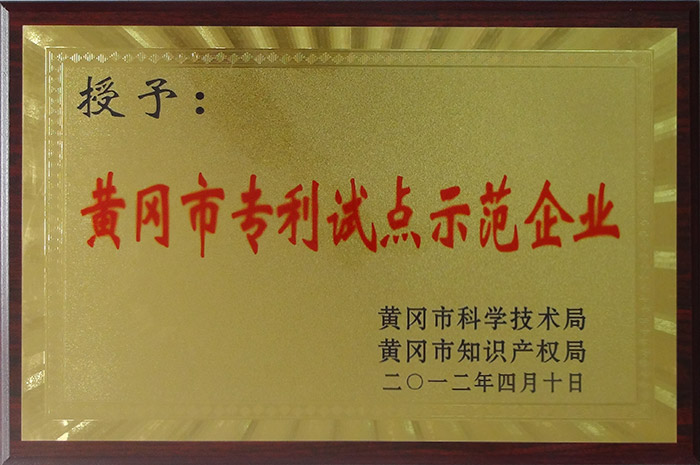 授予：
黄冈市专利试点示范企业
黄冈市科学技术局
黄冈市知识产权局
二〇一二年四月十日